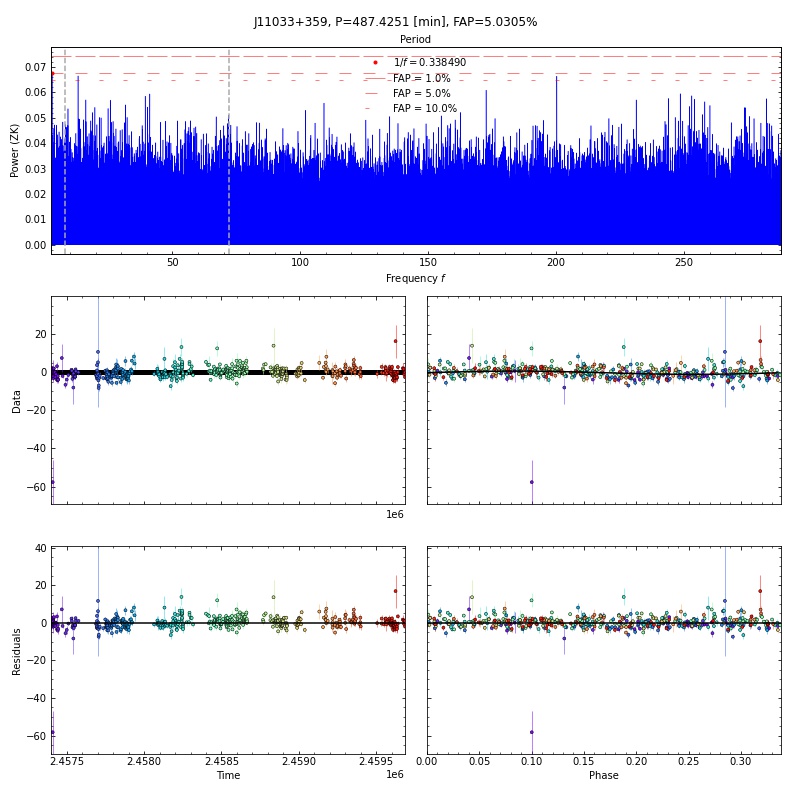 J11033+359, P=487.4251 [min], FAP=5.0305%
Period
1/f = 0.338490
FAP = 1.0%
FAP = 5.0%
FAP = 10.0%
Power (ZK)
0.07
0.06
0.05
0.04
0.03
0.02
0.01
0.00
50 100 150 200 250
Frequency f
Data
20
0
−20
−40
−60
1e6
Residuals
40
20
0
−20
−40
−60
2.4575 2.4580 2.4585 2.4590 2.4595
1e6
Time
0.00 0.05 0.10 0.15 0.20 0.25 0.30
Phase